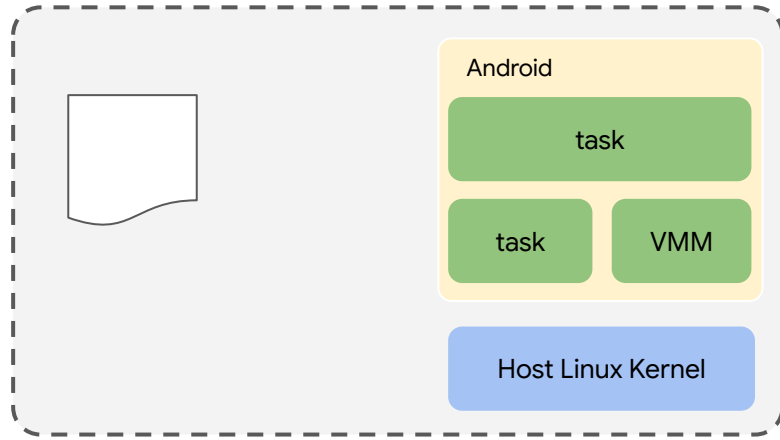 Android
task
task
VMM
Host Linux Kernel